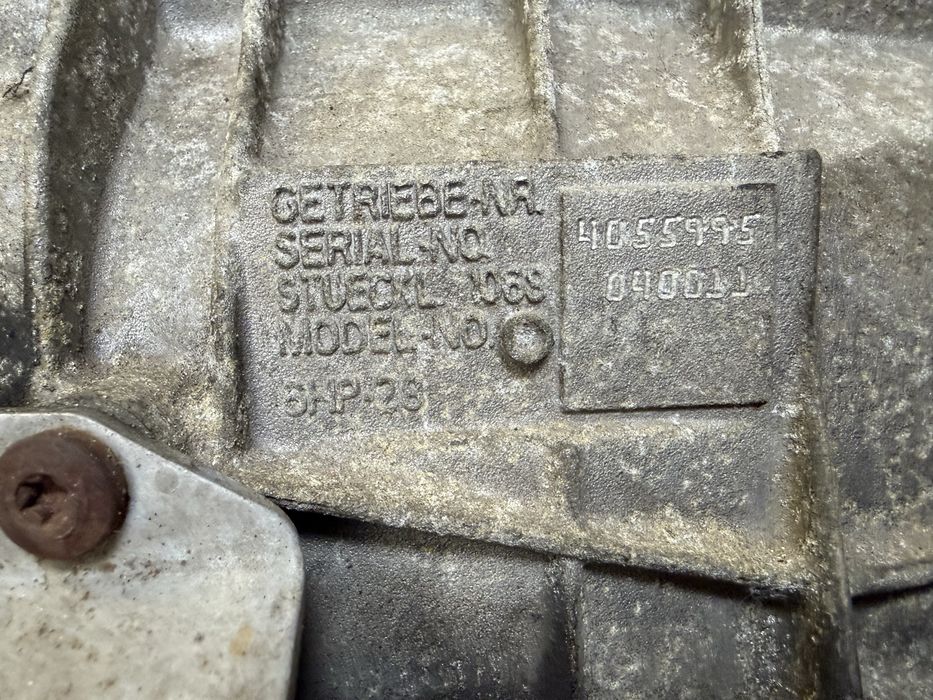 GETRIEBE-NR.
SERIAL-NO.
STUECKL. 1068
MODEL-NO.
6HP-26
4055995
040011